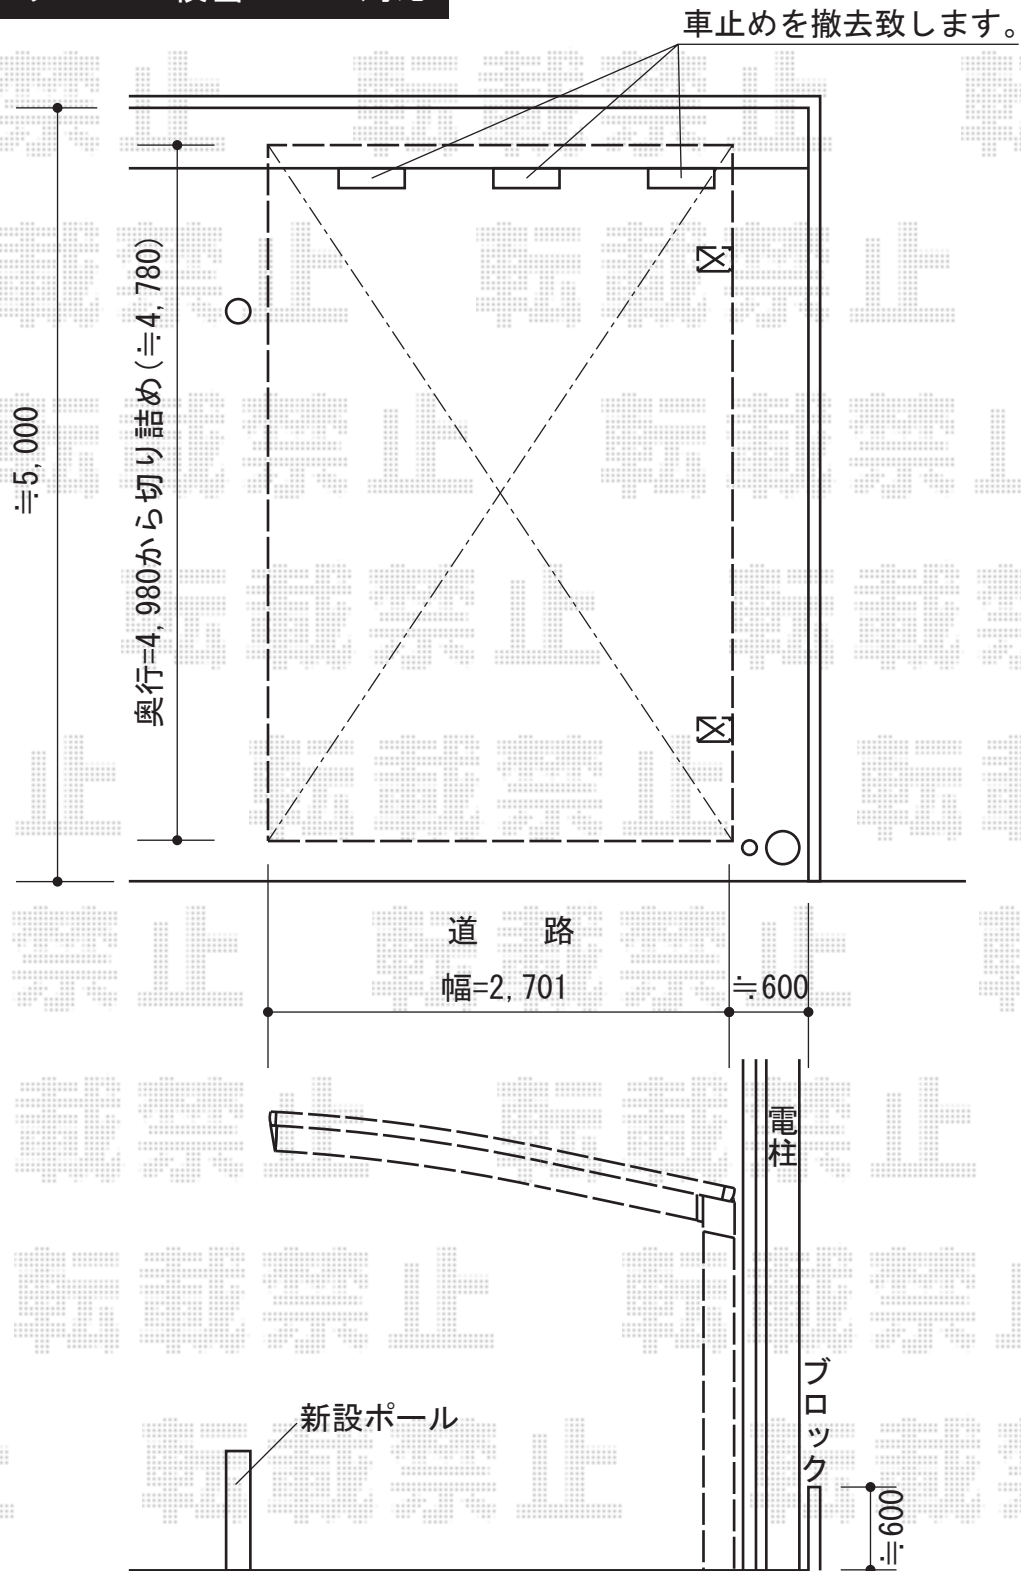 車止めを撤去致します。
≒5,000
奥行=4,980から切り詰め(≒4,780)
道 路
幅=2,701
≒600
電柱
ブロック
新設ポール
≒600
転載禁止